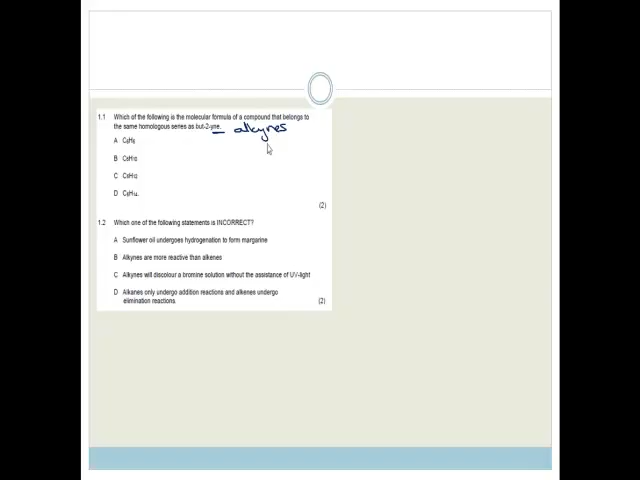 1.1 Which of the following is the molecular formula of a compound that belongs to
the same homologous series as but-2-yne. alkynes
A C₆H₆
B C₆H₁₀
C C₆H₁₂
D C₆H₁₄.
(2)
1.2 Which one of the following statements is INCORRECT?
A Sunflower oil undergoes hydrogenation to form margarine
B Alkynes are more reactive than alkenes
C Alkynes will discolour a bromine solution without the assistance of UV-light
D Alkanes only undergo addition reactions and alkenes undergo
elimination reactions. (2)